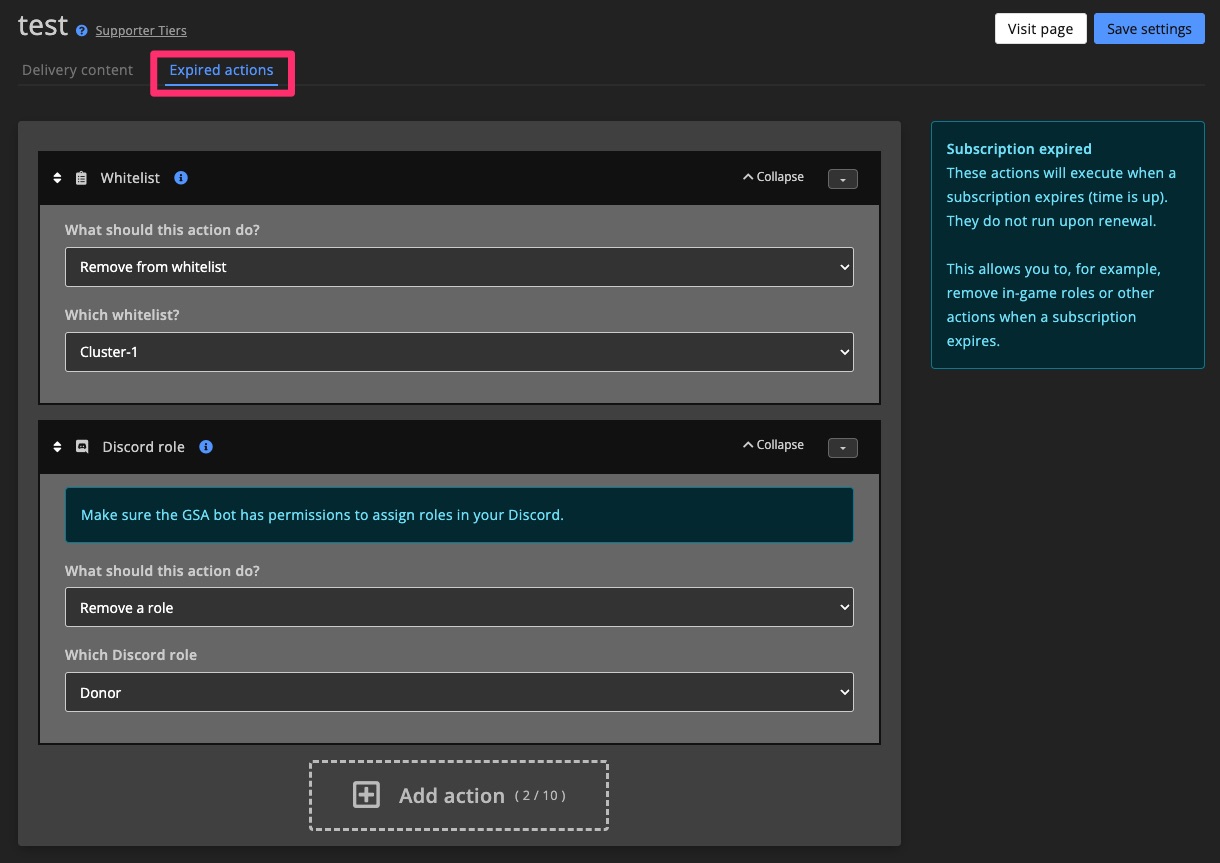 test Supporter Tiers
Visit page
Save settings
Delivery content
Expired actions
Whitelist
Collapse
What should this action do?
Remove from whitelist
Which whitelist?
Cluster-1
Discord role
Collapse
Make sure the GSA bot has permissions to assign roles in your Discord.
What should this action do?
Remove a role
Which Discord role
Donor
Add action ( 2 / 10 )
Subscription expired
These actions will execute when a
subscription expires (time is up).
They do not run upon renewal.
This allows you to, for example,
remove in-game roles or other
actions when a subscription
expires.